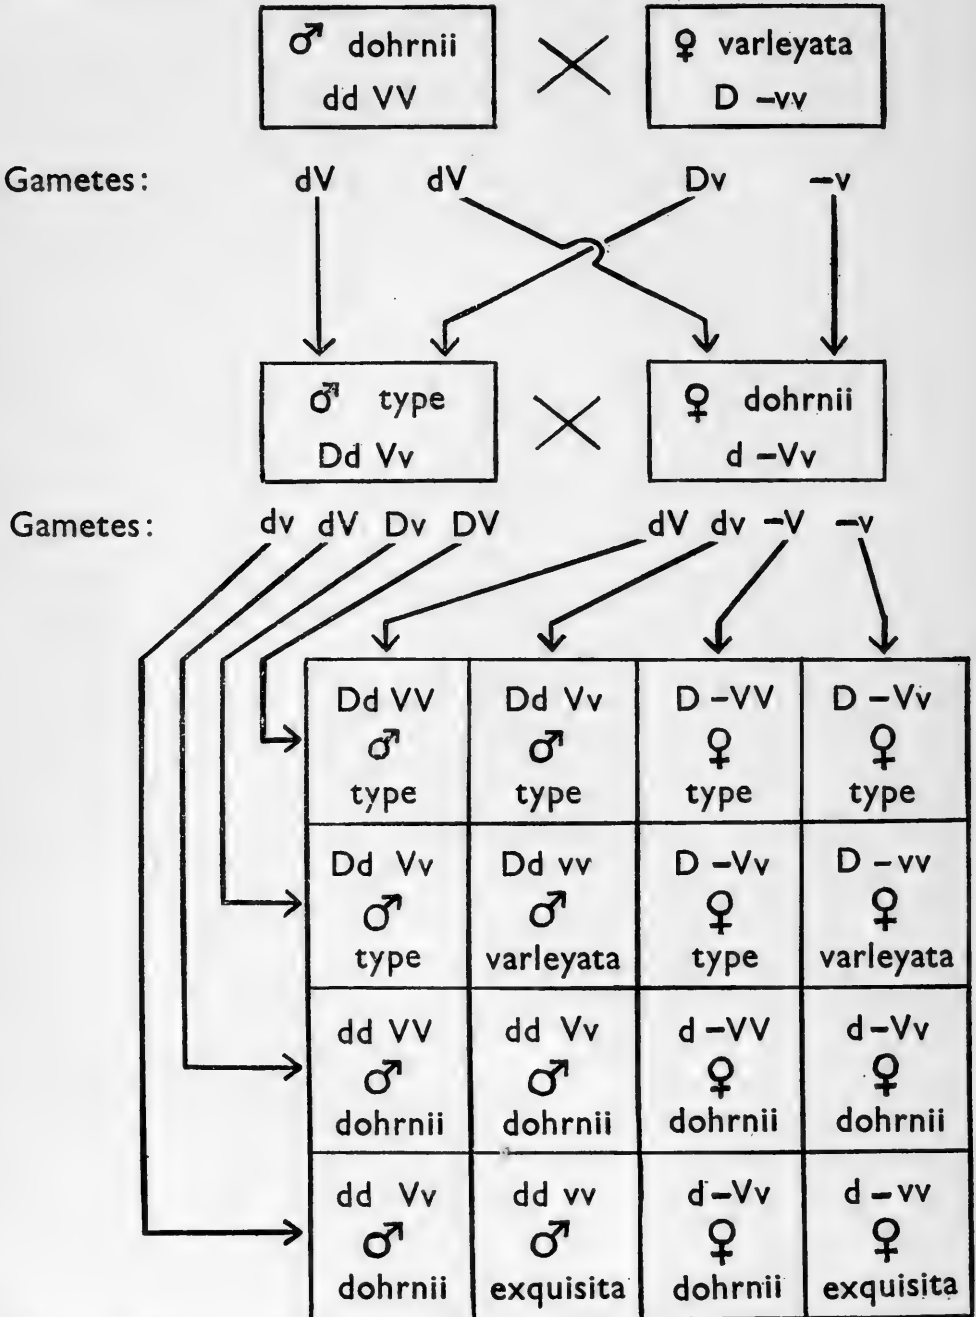 ♂ dohrnii ♀ varleyata
dd VV D –vv
Gametes: dV dV Dv –v
♂ type ♀ dohrnii
Dd Vv d –Vv
Gametes: dv dV Dv DV dV dv –V –v
Dd VV Dd Vv D –VV D –Vv
♂ ♂ ♀ ♀
type type type type
Dd Vv Dd vv D –Vv D –vv
♂ ♂ ♀ ♀
type varleyata type varleyata
dd VV dd Vv d –VV d –Vv
♂ ♂ ♀ ♀
dohrnii dohrnii dohrnii dohrnii
dd Vv dd vv d –Vv d –vv
♂ ♂ ♀ ♀
dohrnii exquisita dohrnii exquisita